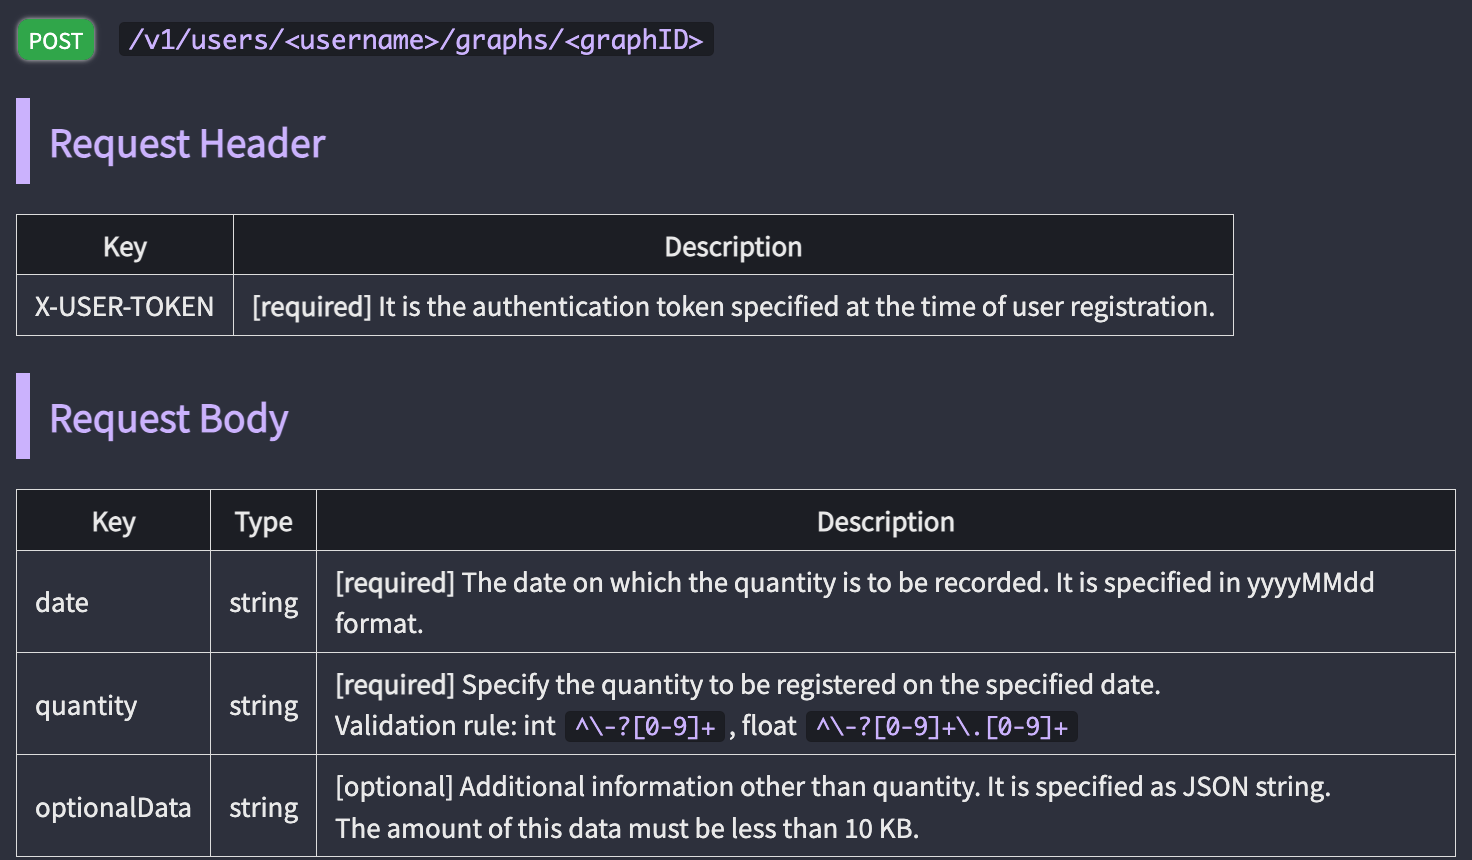 POST /v1/users/<username>/graphs/<graphID>
Request Header
Key Description
X-USER-TOKEN [required] It is the authentication token specified at the time of user registration.
Request Body
Key Type Description
date string [required] The date on which the quantity is to be recorded. It is specified in yyyyMMdd
format.
quantity string [required] Specify the quantity to be registered on the specified date.
Validation rule: int ^\-?[0-9]+ , float ^\-?[0-9]+\.[0-9]+
optionalData string [optional] Additional information other than quantity. It is specified as JSON string.
The amount of this data must be less than 10 KB.